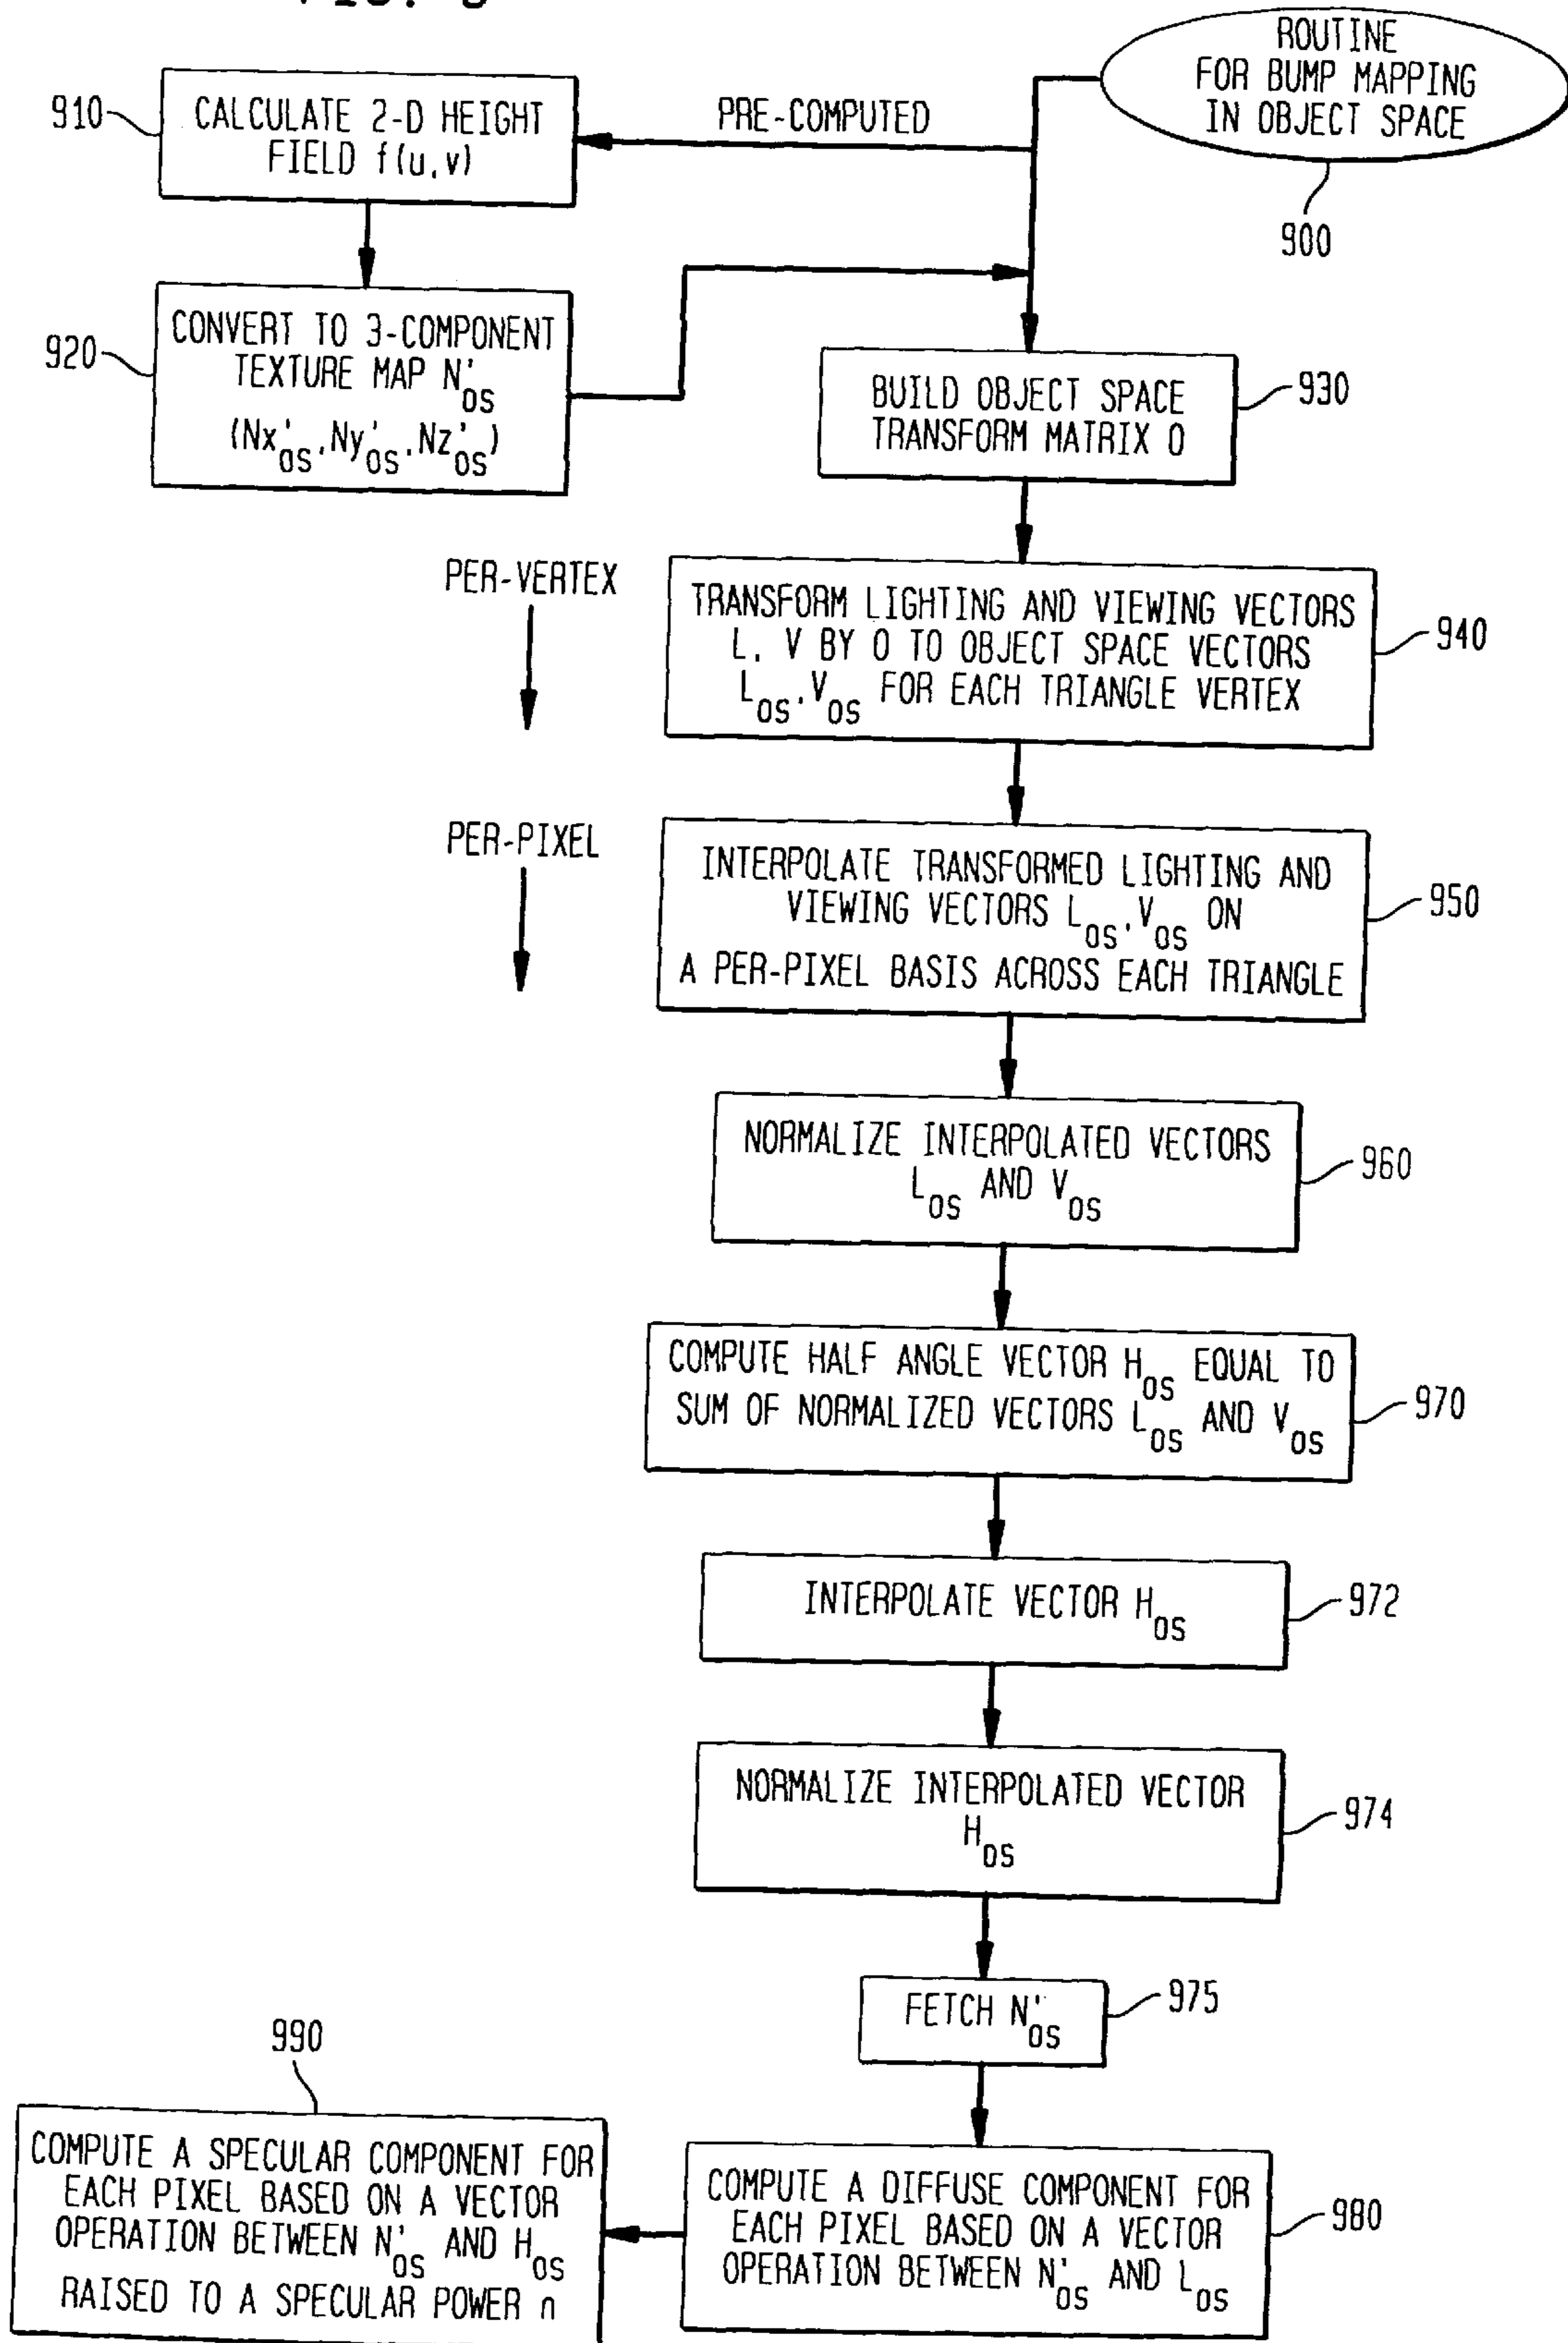 ROUTINE
FOR BUMP MAPPING
IN OBJECT SPACE
900
PRE-COMPUTED
910
CALCULATE 2-D HEIGHT
FIELD f(u,v)
920
CONVERT TO 3-COMPONENT
TEXTURE MAP N'OS
(Nx'OS,Ny'OS,Nz'OS)
BUILD OBJECT SPACE
TRANSFORM MATRIX O
930
PER-VERTEX
TRANSFORM LIGHTING AND VIEWING VECTORS
L, V BY O TO OBJECT SPACE VECTORS
LOS,VOS FOR EACH TRIANGLE VERTEX
940
PER-PIXEL
INTERPOLATE TRANSFORMED LIGHTING AND
VIEWING VECTORS LOS,VOS ON
A PER-PIXEL BASIS ACROSS EACH TRIANGLE
950
NORMALIZE INTERPOLATED VECTORS
LOS AND VOS
960
COMPUTE HALF ANGLE VECTOR HOS EQUAL TO
SUM OF NORMALIZED VECTORS LOS AND VOS
970
INTERPOLATE VECTOR HOS
972
NORMALIZE INTERPOLATED VECTOR
HOS
974
FETCH N'OS
975
COMPUTE A DIFFUSE COMPONENT FOR
EACH PIXEL BASED ON A VECTOR
OPERATION BETWEEN N'OS AND LOS
980
990
COMPUTE A SPECULAR COMPONENT FOR
EACH PIXEL BASED ON A VECTOR
OPERATION BETWEEN N'OS AND HOS
RAISED TO A SPECULAR POWER n